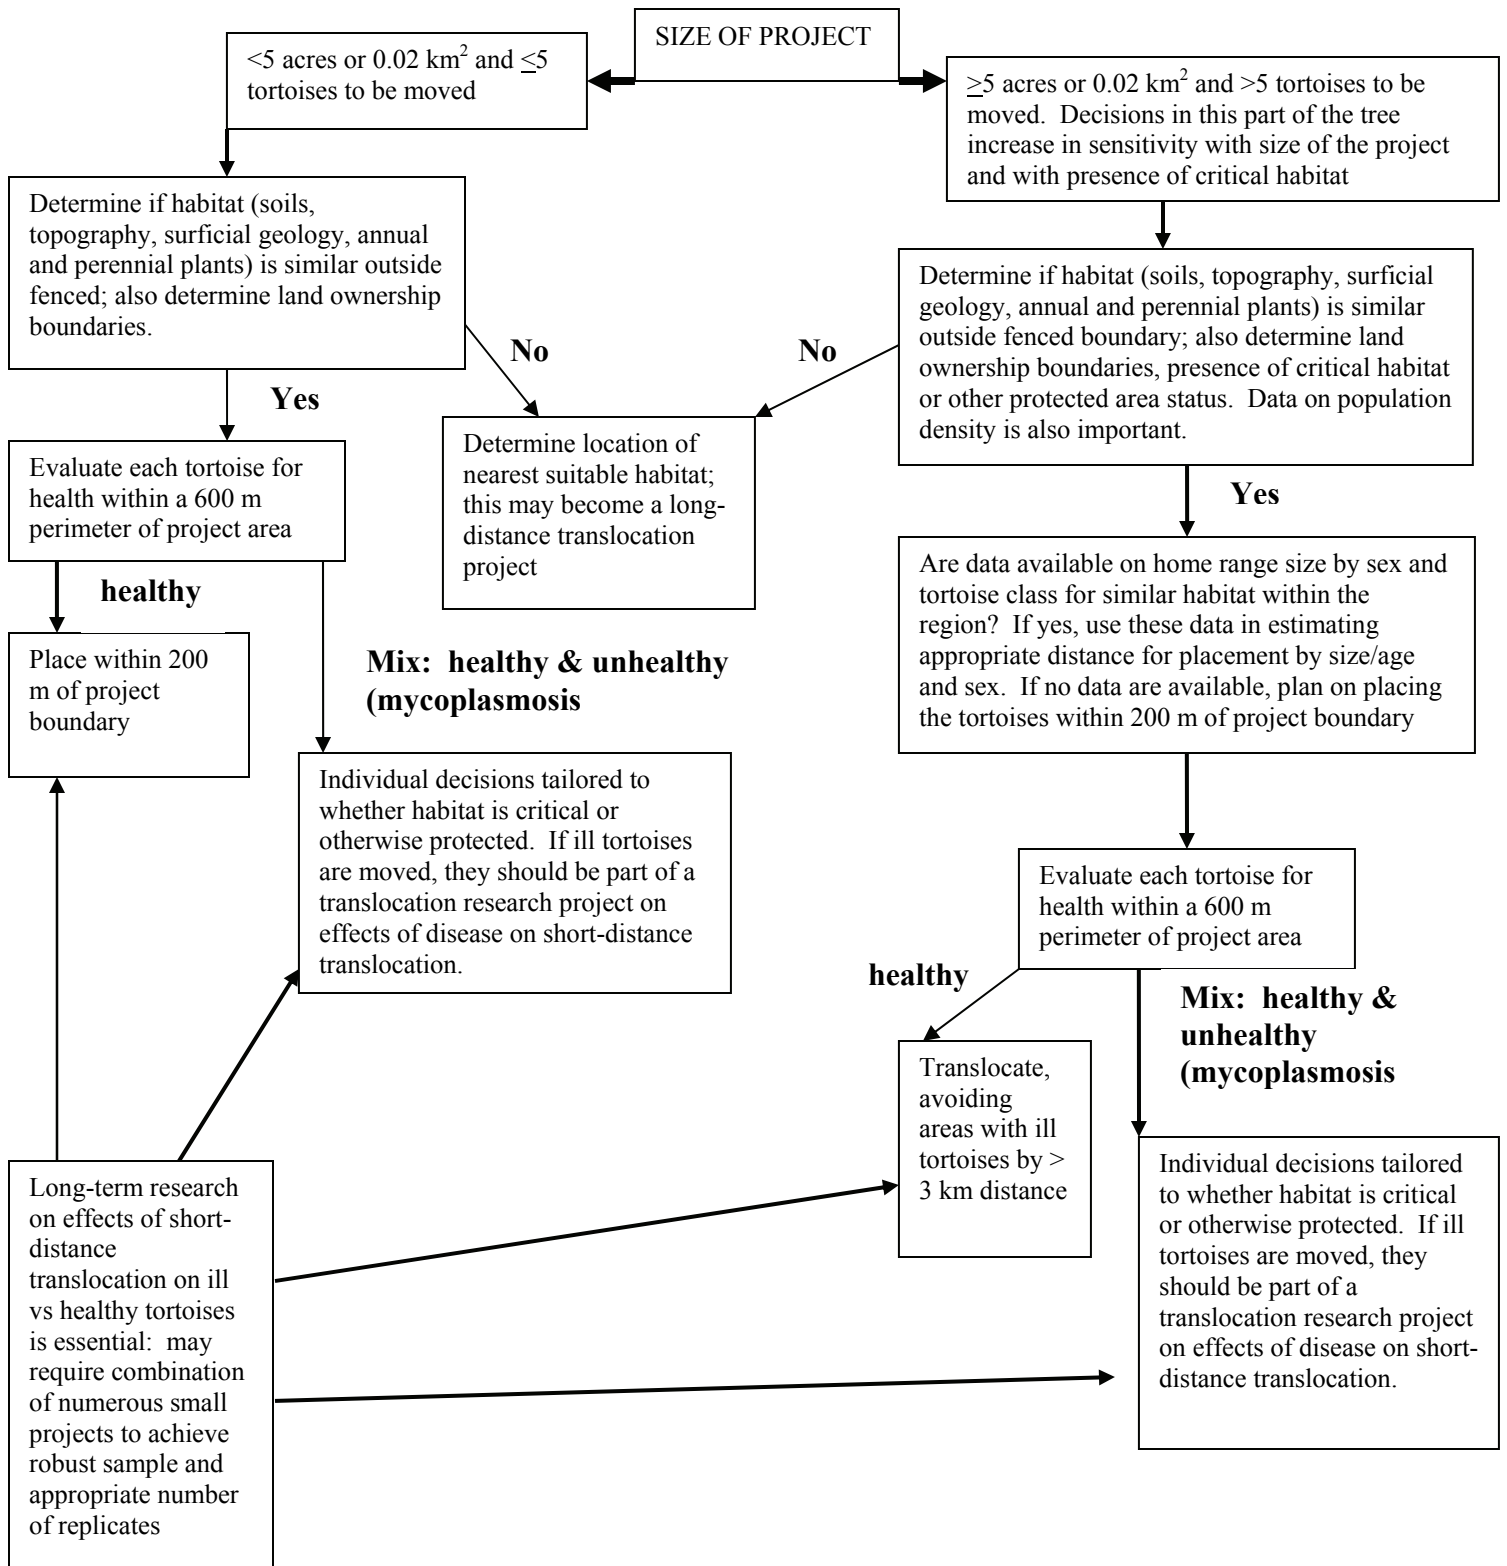 SIZE OF PROJECT
<5 acres or 0.02 km² and <5
tortoises to be moved
>5 acres or 0.02 km² and >5 tortoises to be
moved. Decisions in this part of the tree
increase in sensitivity with size of the project
and with presence of critical habitat
Determine if habitat (soils,
topography, surficial geology, annual
and perennial plants) is similar outside
fenced; also determine land ownership
boundaries.
Determine if habitat (soils, topography, surficial
geology, annual and perennial plants) is similar
outside fenced boundary; also determine land
ownership boundaries, presence of critical habitat
or other protected area status. Data on population
density is also important.
No
No
Yes
Determine location of
nearest suitable habitat;
this may become a long-
distance translocation
project
Yes
Evaluate each tortoise for
health within a 600 m
perimeter of project area
Are data available on home range size by sex and
tortoise class for similar habitat within the
region? If yes, use these data in estimating
appropriate distance for placement by size/age
and sex. If no data are available, plan on placing
the tortoises within 200 m of project boundary
healthy
Place within 200
m of project
boundary
Mix: healthy & unhealthy
(mycoplasmosis
Individual decisions tailored to
whether habitat is critical or
otherwise protected. If ill tortoises
are moved, they should be part of a
translocation research project on
effects of disease on short-distance
translocation.
Evaluate each tortoise for
health within a 600 m
perimeter of project area
healthy
Mix: healthy &
unhealthy
(mycoplasmosis
Translocate,
avoiding
areas with ill
tortoises by >
3 km distance
Individual decisions tailored
to whether habitat is critical
or otherwise protected. If ill
tortoises are moved, they
should be part of a
translocation research project
on effects of disease on short-
distance translocation.
Long-term research
on effects of short-
distance
translocation on ill
vs healthy tortoises
is essential: may
require combination
of numerous small
projects to achieve
robust sample and
appropriate number
of replicates